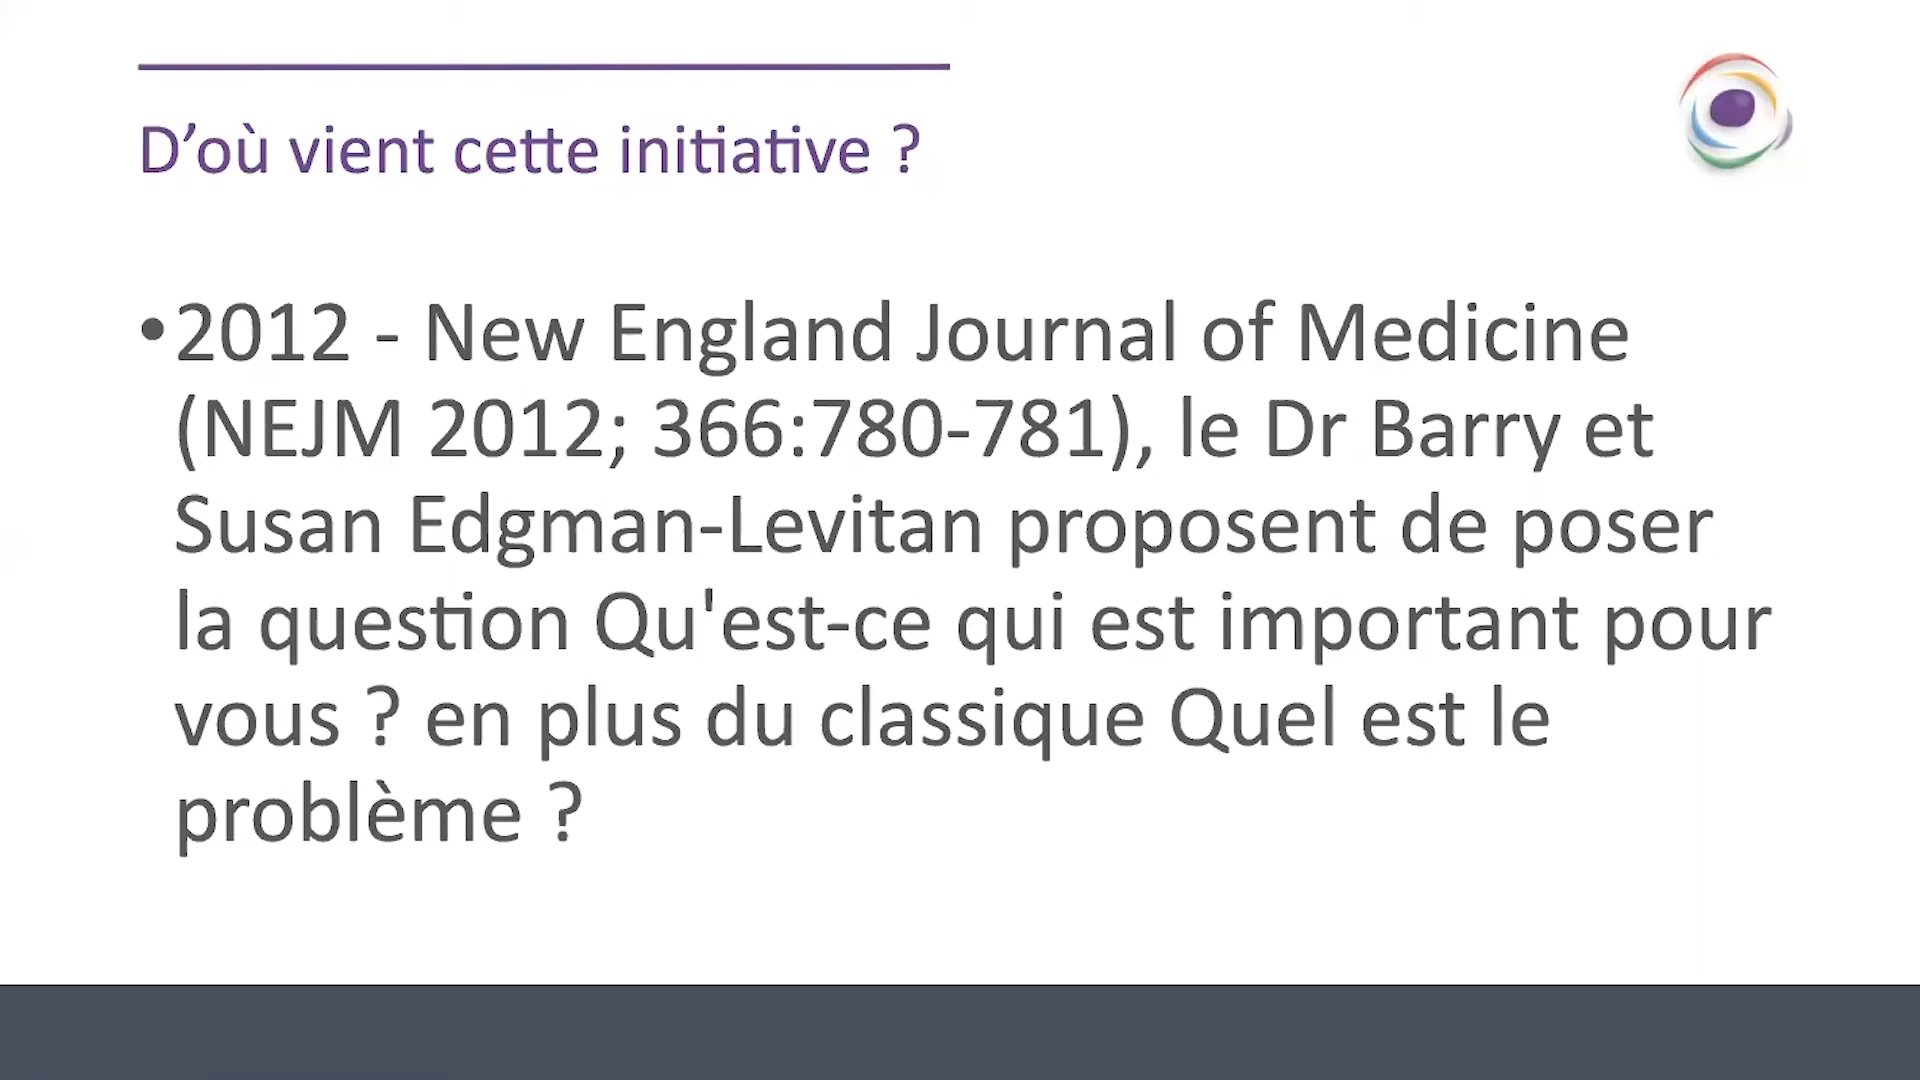 D’où vient cette initiative ?
•2012 - New England Journal of Medicine
(NEJM 2012; 366:780-781), le Dr Barry et
Susan Edgman-Levitan proposent de poser
la question Qu'est-ce qui est important pour
vous ? en plus du classique Quel est le
problème ?